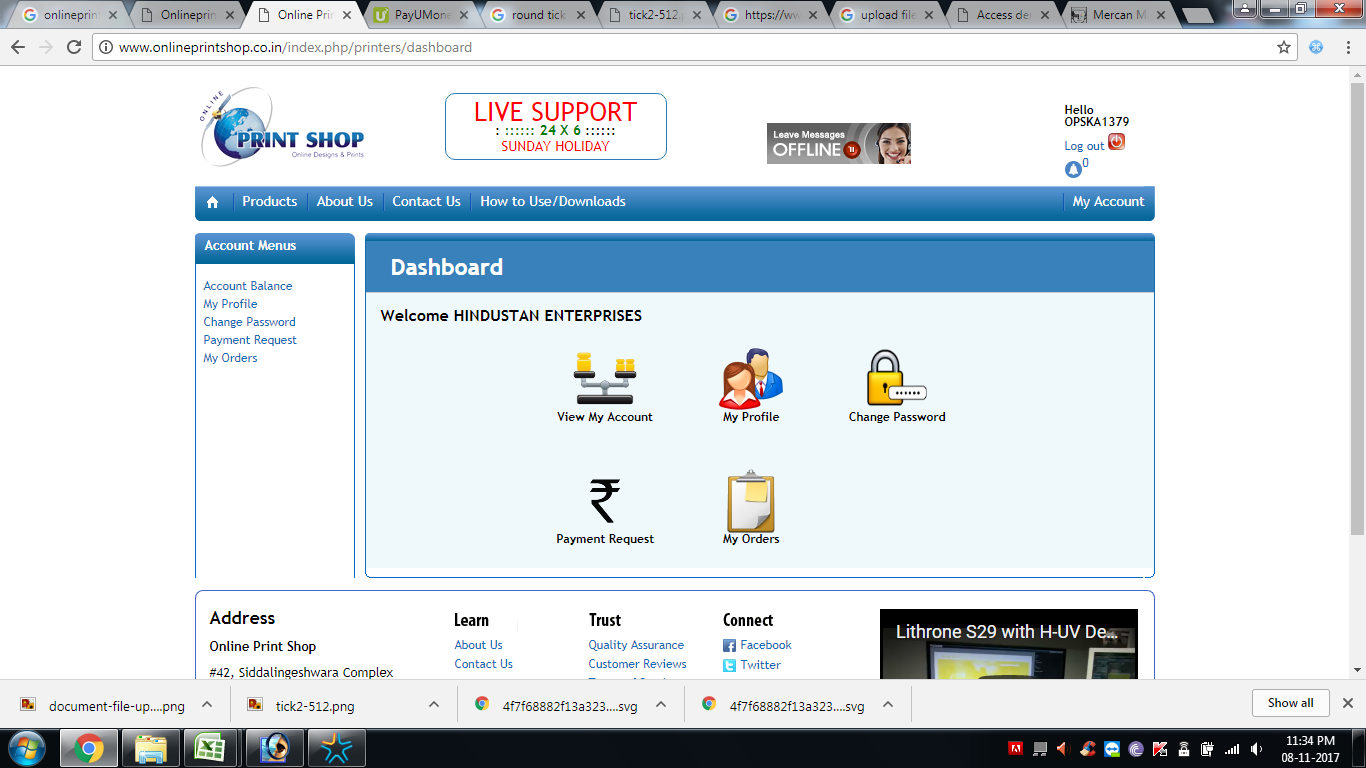 onlineprin
Onlineprin
Online Prin
PayUMone
round tick
tick2-512.p
https://ww
upload file
Access de
Mercan M
www.onlineprintshop.co.in/index.php/printers/dashboard
ONLINE
PRINT SHOP
Online Designs & Prints
LIVE SUPPORT
: :::::: 24 X 6 ::::::
SUNDAY HOLIDAY
Leave Messages
OFFLINE
Hello
OPSKA1379
Log out
0
Products About Us Contact Us How to Use/Downloads My Account
Account Menus
Account Balance
My Profile
Change Password
Payment Request
My Orders
Dashboard
Welcome HINDUSTAN ENTERPRISES
View My Account My Profile Change Password
₹
Payment Request My Orders
Address Learn Trust Connect
Online Print Shop About Us Quality Assurance Facebook
#42, Siddalingeshwara Complex Contact Us Customer Reviews Twitter
Lithrone S29 with H-UV De...
document-file-up....png tick2-512.png 4f7f68882f13a323....svg 4f7f68882f13a323....svg Show all
11:34 PM
08-11-2017